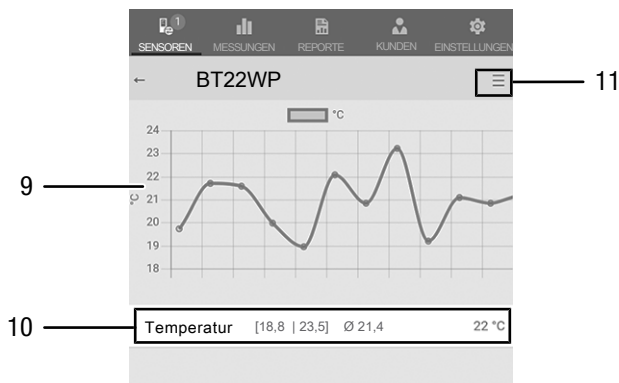 1
SENSOREN MESSUNGEN REPORTE KUNDEN EINSTELLUNGEN
← BT22WP ☰
11
°C
24
23
22
21
20
19
18
°C
9
10
Temperatur [18,8 | 23,5] Ø 21,4 22 °C